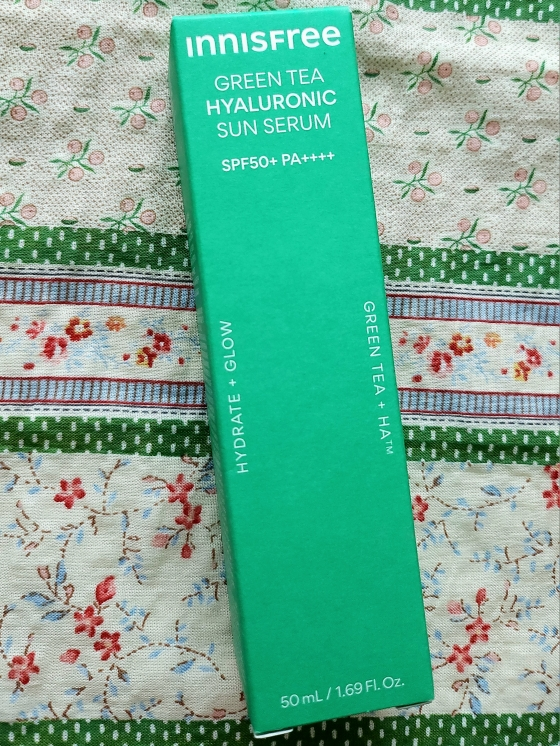 innisfree
GREEN TEA
HYALURONIC
SUN SERUM
SPF50+ PA++++
HYDRATE + GLOW
GREEN TEA + HA™
50 mL / 1.69 Fl. Oz.